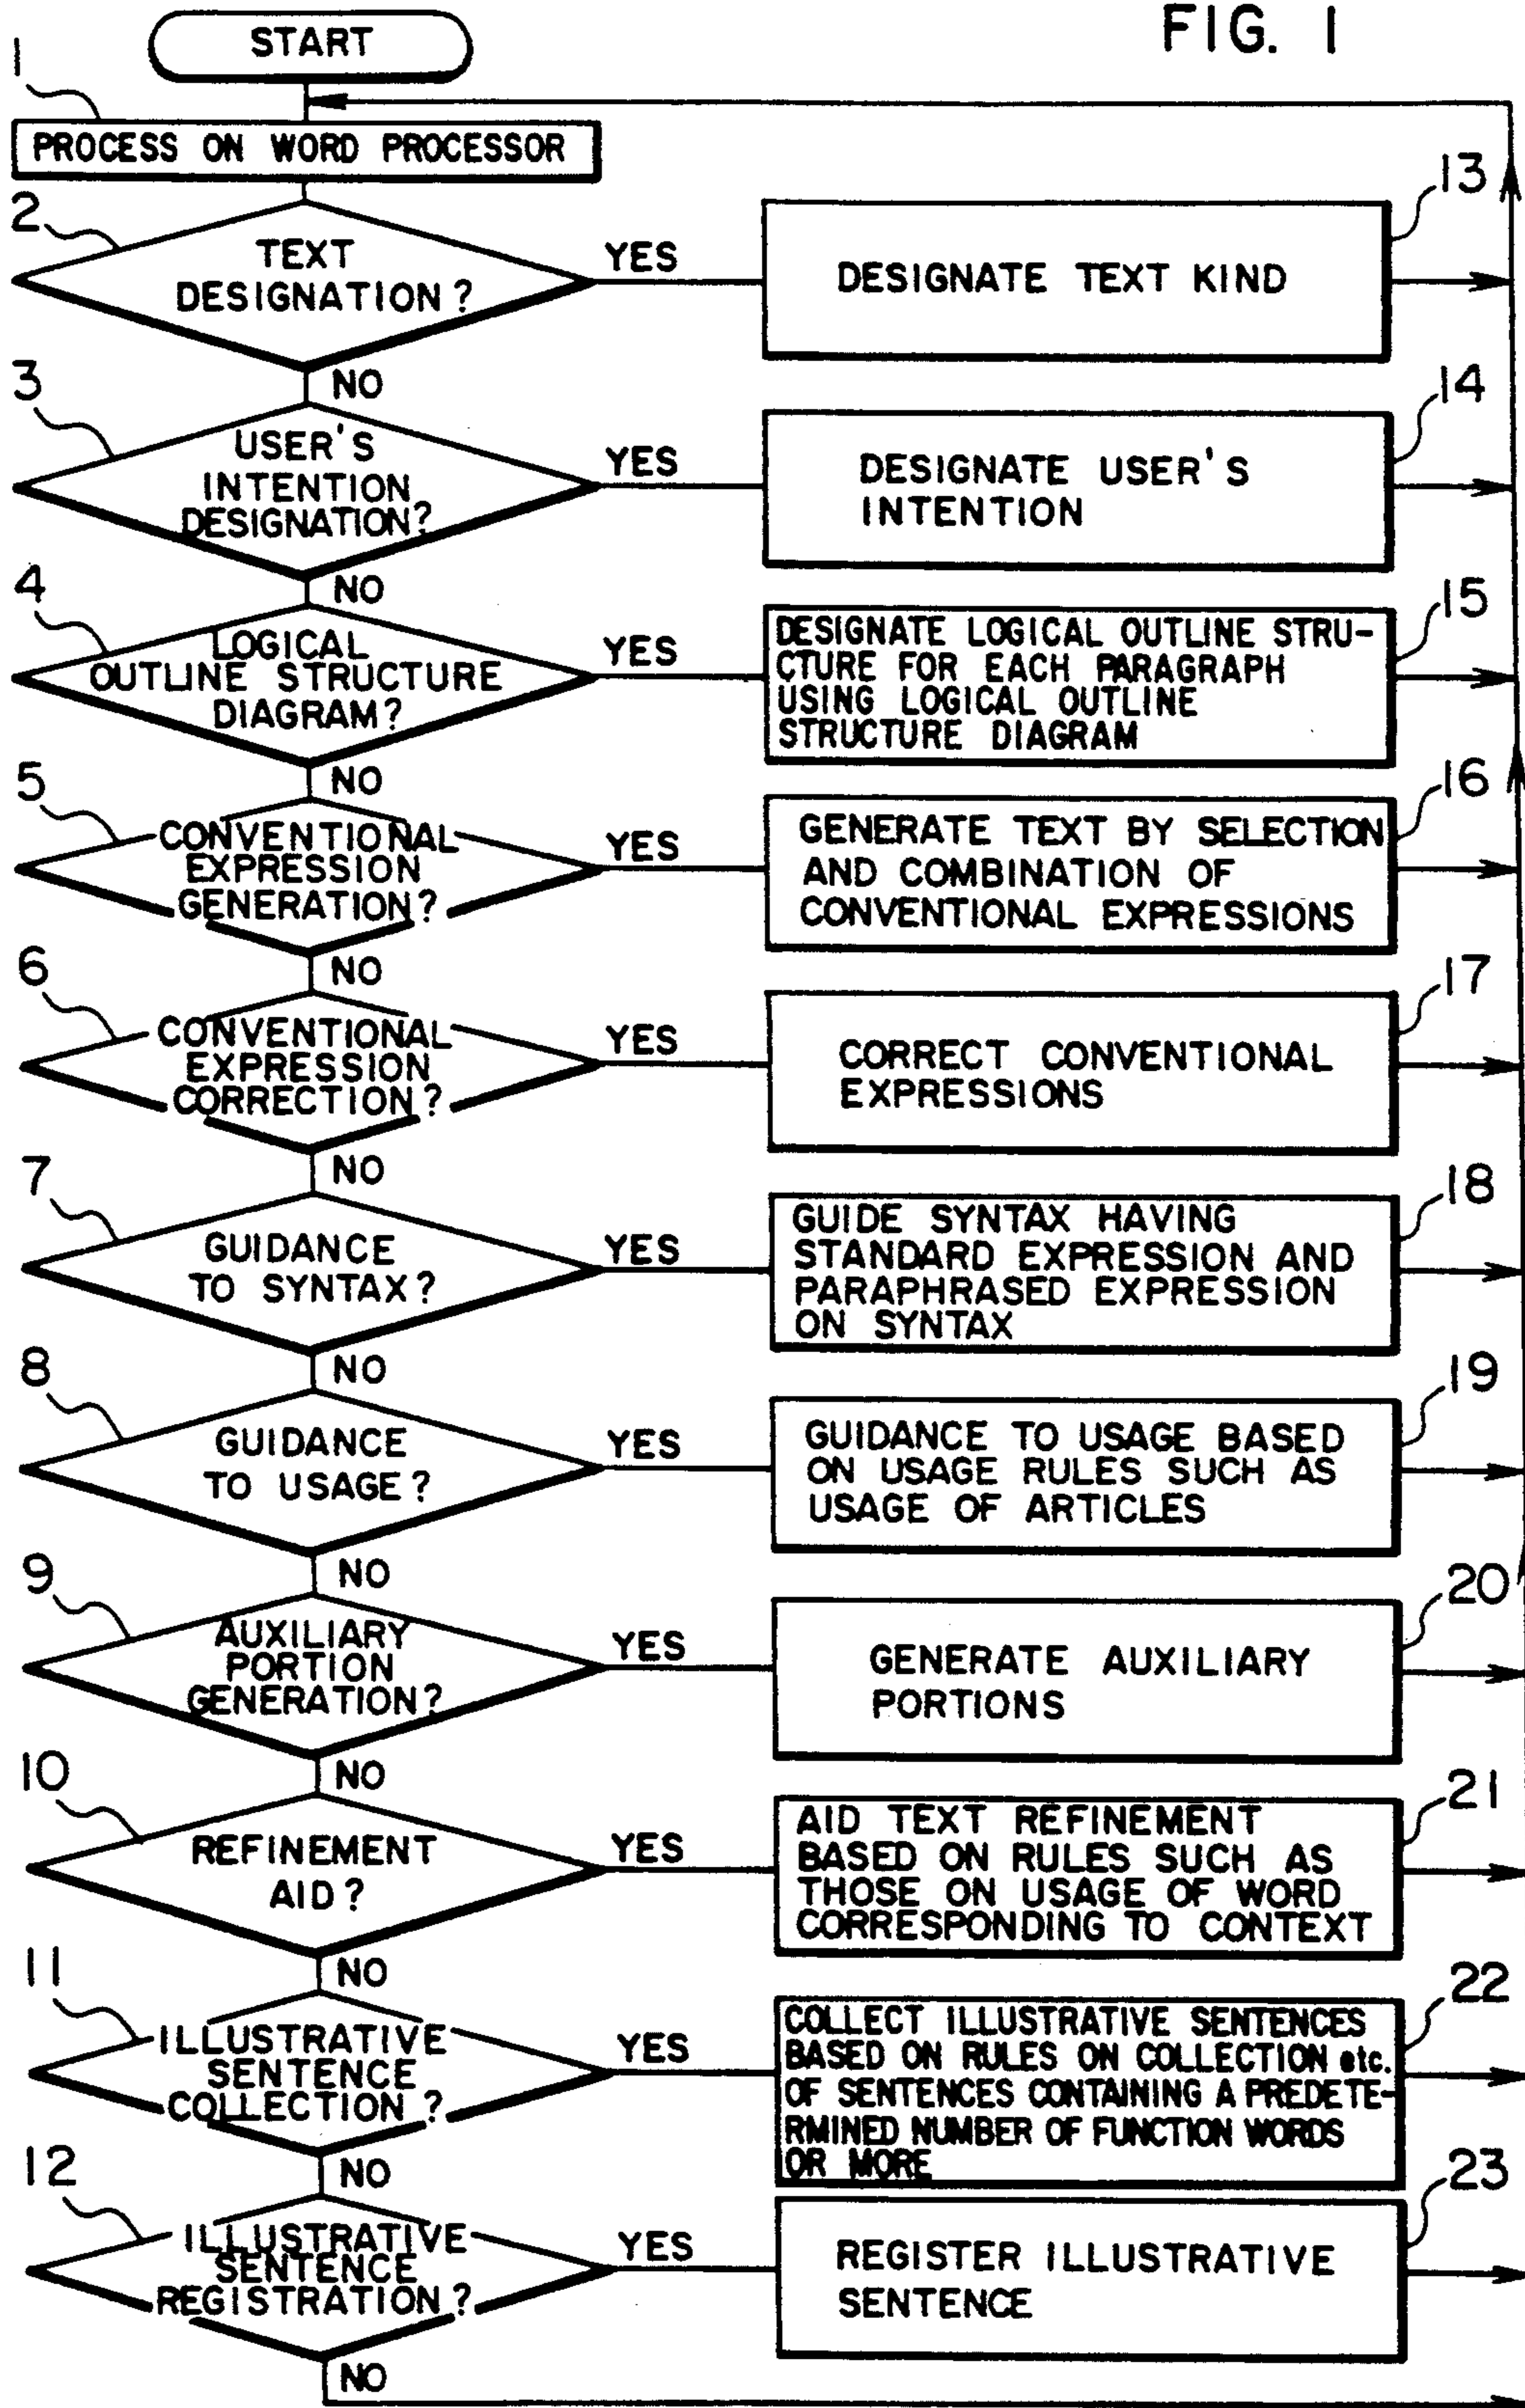 FIG. 1
START
1
PROCESS ON WORD PROCESSOR
2
TEXT
DESIGNATION?
YES
13
DESIGNATE TEXT KIND
NO
3
USER'S
INTENTION
DESIGNATION?
YES
14
DESIGNATE USER'S
INTENTION
NO
4
LOGICAL
OUTLINE STRUCTURE
DIAGRAM?
YES
15
DESIGNATE LOGICAL OUTLINE STRU-
CTURE FOR EACH PARAGRAPH
USING LOGICAL OUTLINE
STRUCTURE DIAGRAM
NO
5
CONVENTIONAL
EXPRESSION
GENERATION?
YES
16
GENERATE TEXT BY SELECTION
AND COMBINATION OF
CONVENTIONAL EXPRESSIONS
NO
6
CONVENTIONAL
EXPRESSION
CORRECTION?
YES
17
CORRECT CONVENTIONAL
EXPRESSIONS
NO
7
GUIDANCE
TO SYNTAX?
YES
18
GUIDE SYNTAX HAVING
STANDARD EXPRESSION AND
PARAPHRASED EXPRESSION
ON SYNTAX
NO
8
GUIDANCE
TO USAGE?
YES
19
GUIDANCE TO USAGE BASED
ON USAGE RULES SUCH AS
USAGE OF ARTICLES
NO
9
AUXILIARY
PORTION
GENERATION?
YES
20
GENERATE AUXILIARY
PORTIONS
NO
10
REFINEMENT
AID?
YES
21
AID TEXT REFINEMENT
BASED ON RULES SUCH AS
THOSE ON USAGE OF WORD
CORRESPONDING TO CONTEXT
NO
11
ILLUSTRATIVE
SENTENCE
COLLECTION?
YES
22
COLLECT ILLUSTRATIVE SENTENCES
BASED ON RULES ON COLLECTION etc.
OF SENTENCES CONTAINING A PREDETE-
RMINED NUMBER OF FUNCTION WORDS
OR MORE
NO
12
ILLUSTRATIVE
SENTENCE
REGISTRATION?
YES
23
REGISTER ILLUSTRATIVE
SENTENCE
NO